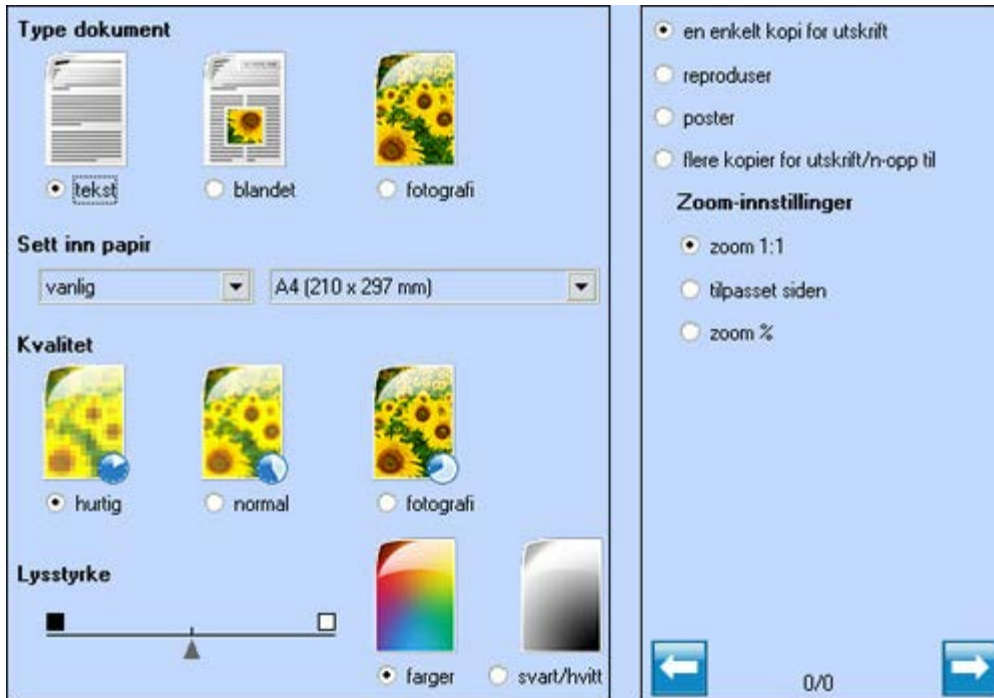 Type dokument
tekst
blandet
fotografi
Sett inn papir
vanlig
A4 (210 x 297 mm)
Kvalitet
hurtig
normal
fotografi
Lysstyrke
farger
svart/hvitt
en enkelt kopi for utskrift
reproduser
poster
flere kopier for utskrift/n-opp til
Zoom-innstillinger
zoom 1:1
tilpasset siden
zoom %
0/0